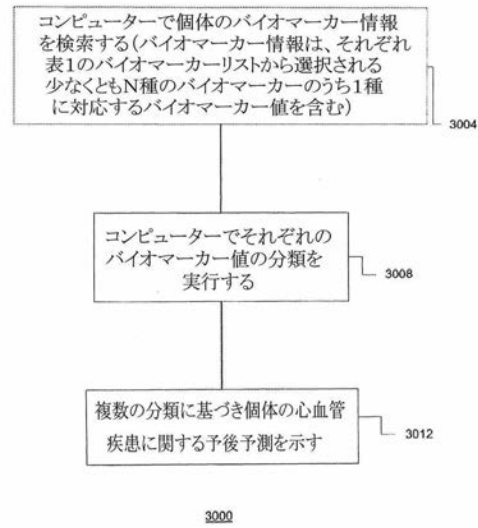 コンピューターで個体のバイオマーカー情報
を検索する(バイオマーカー情報は、それぞれ
表1のバイオマーカーリストから選択される
少なくともN種のバイオマーカーのうち1種
に対応するバイオマーカー値を含む)
3004
コンピューターでそれぞれの
バイオマーカー値の分類を
実行する
3008
複数の分類に基づき個体の心血管
疾患に関する予後予測を示す
3012
3000